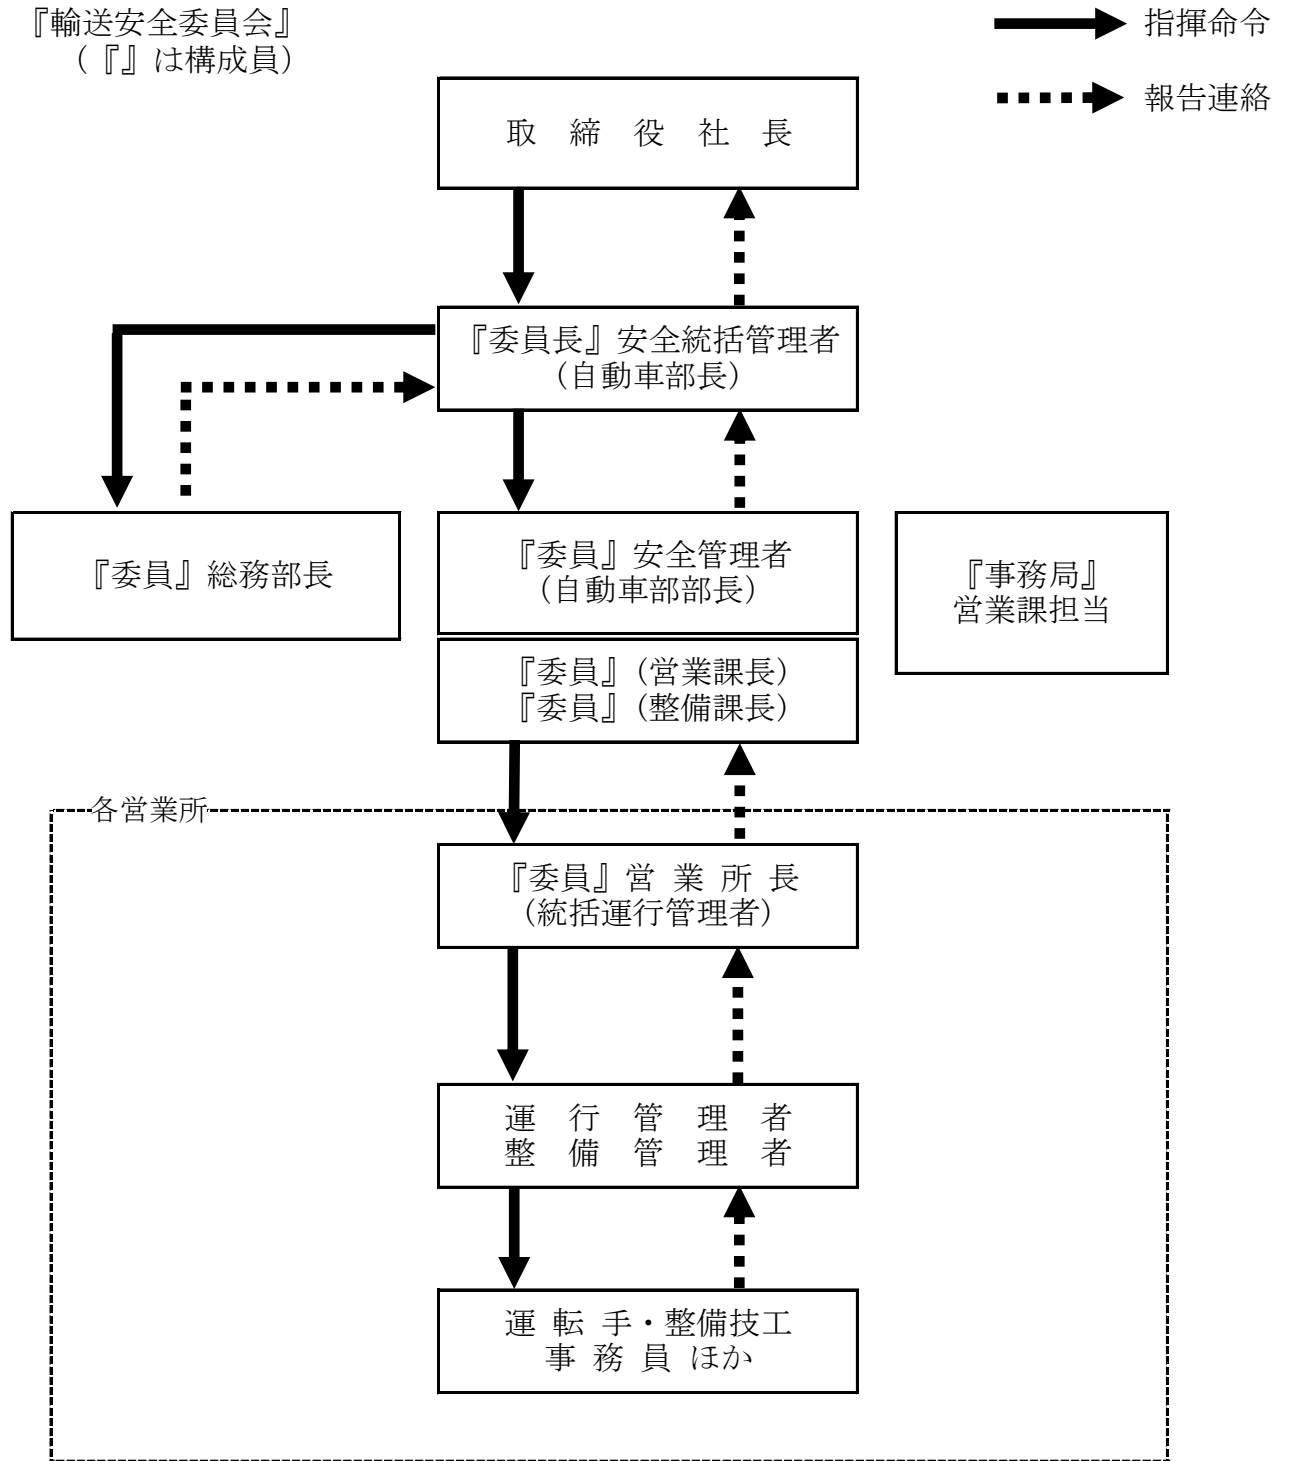 『輸送安全委員会』
(『』は構成員)
指揮命令
報告連絡
取 締 役 社 長
『委員長』安全統括管理者
(自動車部長)
『委員』総務部長
『委員』安全管理者
(自動車部部長)
『事務局』
営業課担当
『委員』(営業課長)
『委員』(整備課長)
各営業所
『委員』営 業 所 長
(統括運行管理者)
運 行 管 理 者
整 備 管 理 者
運 転 手・整備技工
事 務 員 ほか